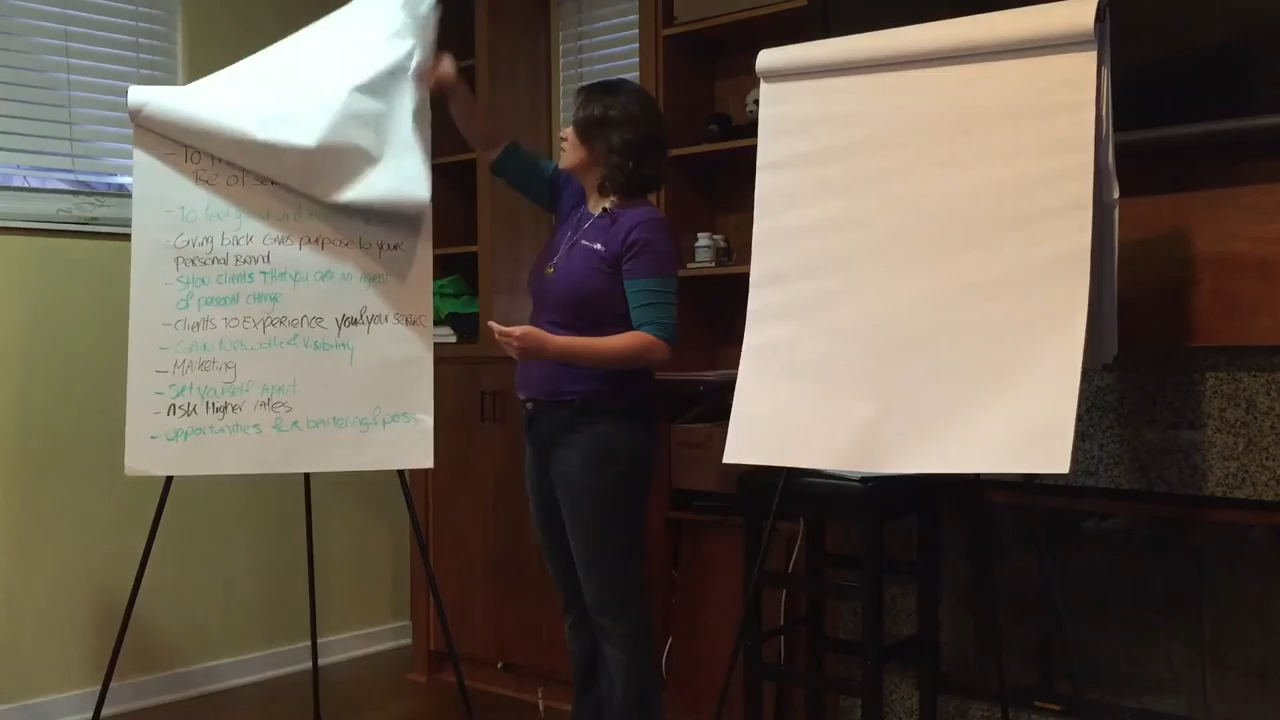 - To
Be of
- To feel
- Giving back Gives purpose to your
personal Brand
- Show clients That you are an Agent
of personal change
- clients To Experience you & your service
- GAIN Network & Visibility
- MARketing
- Set yourself Apart
- Ask Higher rates
- opportunities for bartering &